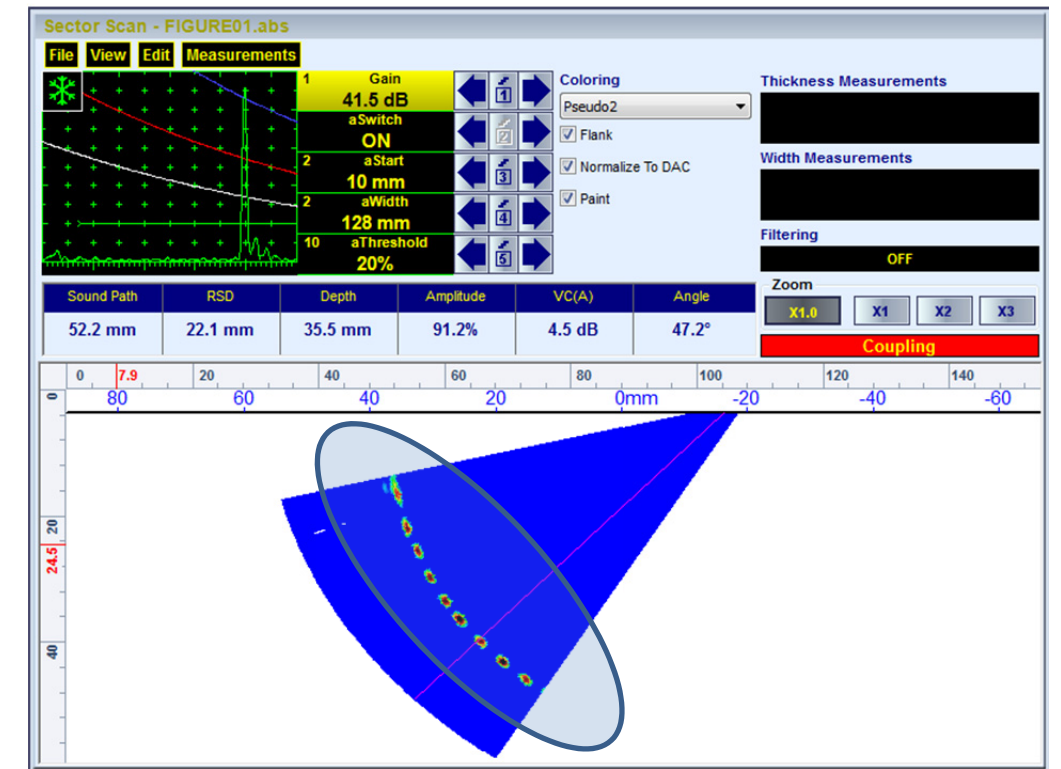 Sector Scan - FIGURE01.abs
File View Edit Measurements
1 Gain
41.5 dB
1
aSwitch
ON
2
2 aStart
10 mm
3
2 aWidth
128 mm
4
10 aThreshold
20%
5
Coloring
Pseudo2
Flank
Normalize To DAC
Paint
Thickness Measurements
Width Measurements
Filtering
OFF
Zoom
X1.0 X1 X2 X3
Coupling
Sound Path RSD Depth Amplitude VC(A) Angle
52.2 mm 22.1 mm 35.5 mm 91.2% 4.5 dB 47.2°
0 7.9 20 40 60 80 100 120 140
0 80 60 40 20 0mm -20 -40 -60
20
24.5
40